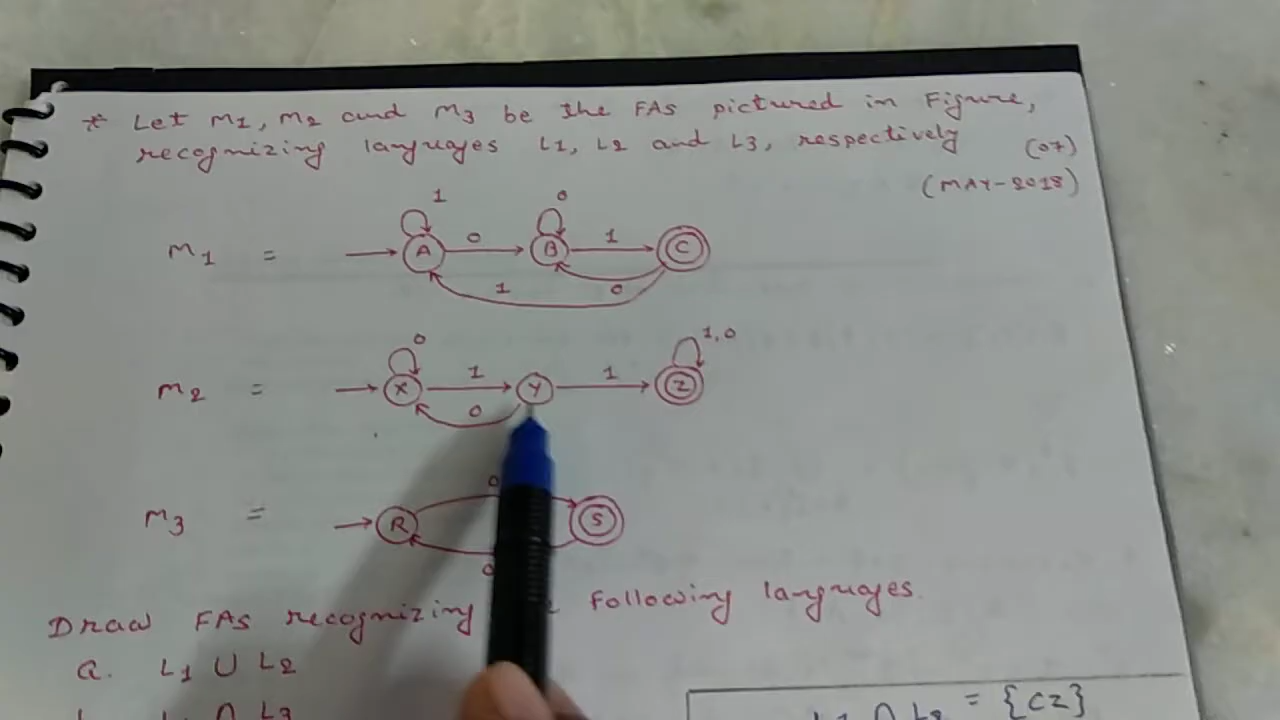 * Let M1, M2 and M3 be the FAs pictured in Figure,
recognizing languages L1, L2 and L3, respectively (07)
(MAY-2018)
1 0
M1 = A 0 B 1 C
1 0
0 1,0
M2 = X 1 Y 1 Z
0
0
M3 = R S
0
Draw FAs recognizing following languages.
a. L1 ∪ L2
∩ L3
∩ = {CZ}